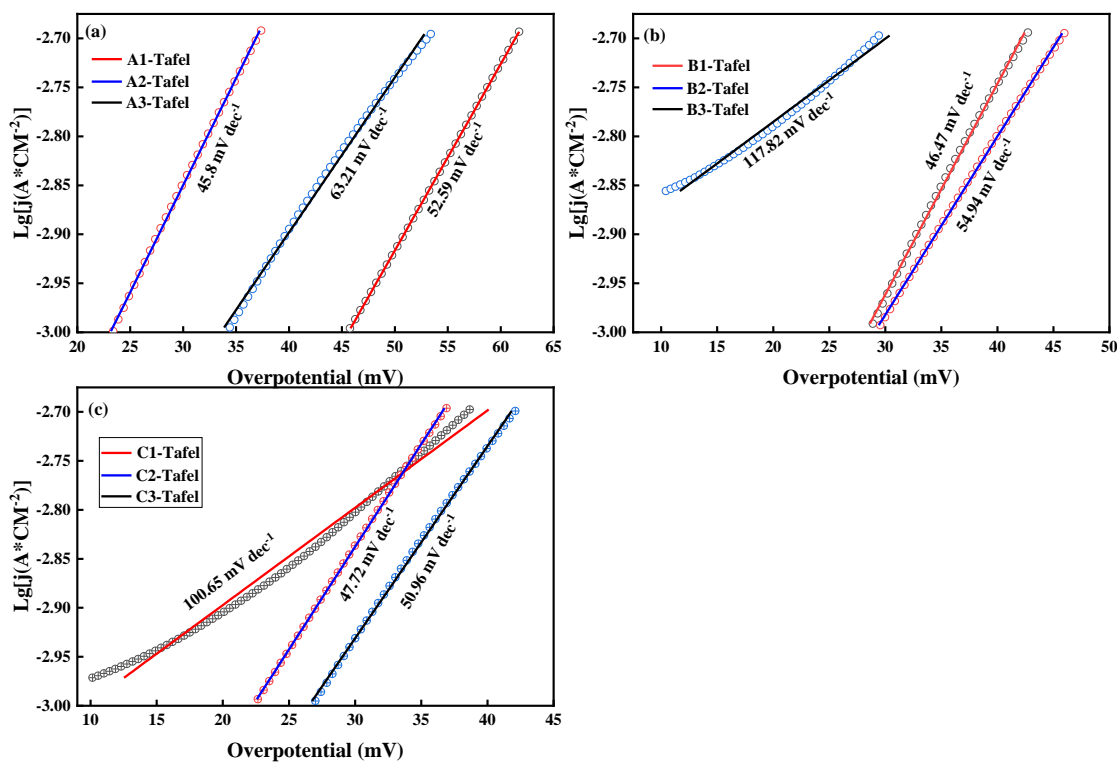 (a)
A1-Tafel
A2-Tafel
A3-Tafel
45.8 mV dec⁻¹
63.21 mV dec⁻¹
52.59 mV dec⁻¹
Lg[j(A*CM⁻²)]
-2.70
-2.75
-2.80
-2.85
-2.90
-2.95
-3.00
20 25 30 35 40 45 50 55 60 65
Overpotential (mV)
(b)
B1-Tafel
B2-Tafel
B3-Tafel
117.82 mV dec⁻¹
46.47 mV dec⁻¹
54.94 mV dec⁻¹
Lg[j(A*CM⁻²)]
-2.70
-2.75
-2.80
-2.85
-2.90
-2.95
-3.00
10 15 20 25 30 35 40 45 50
Overpotential (mV)
(c)
C1-Tafel
C2-Tafel
C3-Tafel
100.65 mV dec⁻¹
47.72 mV dec⁻¹
50.96 mV dec⁻¹
Lg[j(A*CM⁻²)]
-2.70
-2.75
-2.80
-2.85
-2.90
-2.95
-3.00
10 15 20 25 30 35 40 45
Overpotential (mV)